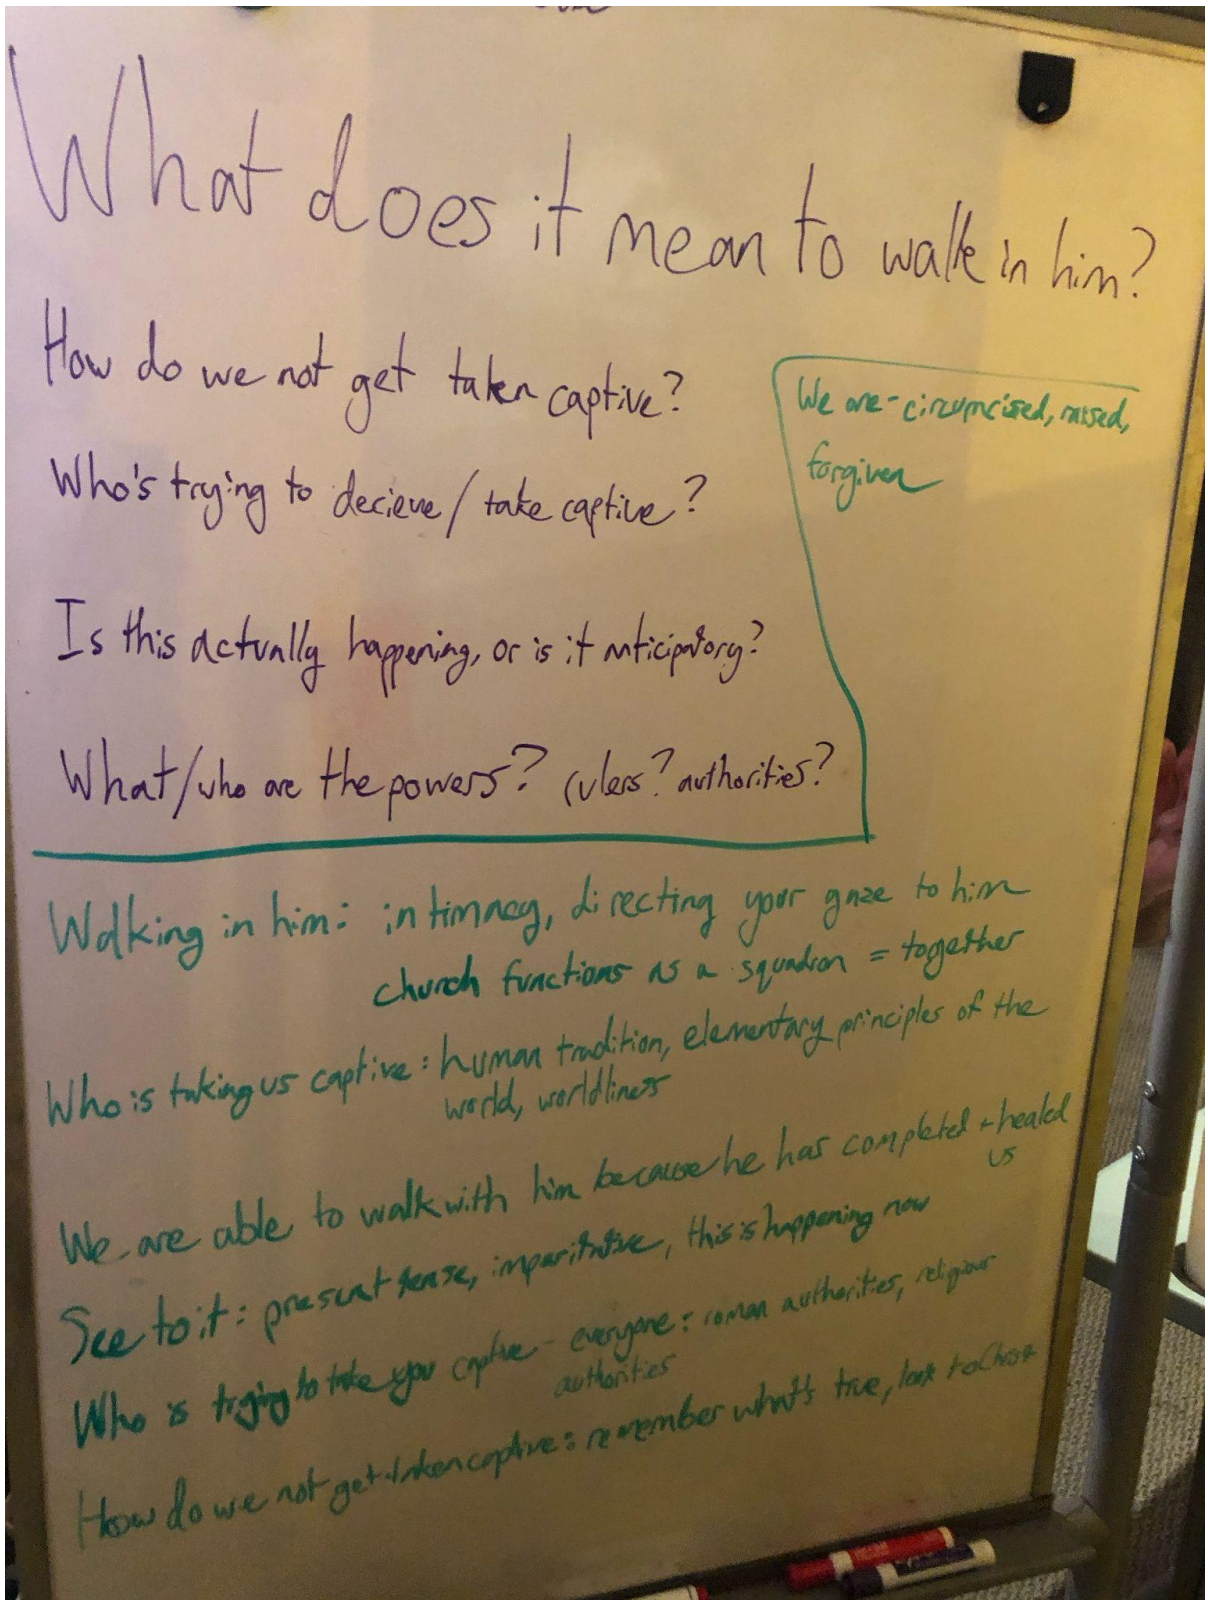 What does it mean to walk in him?
How do we not get taken captive?
Who's trying to decieve/take captive?
Is this actually happening, or is it anticipatory?
What/who are the powers? rulers? authorities?
We are - circumcised, raised,
forgiven
Walking in him: intimacy, directing your gaze to him
church functions as a squadron = together
Who is taking us captive: human tradition, elementary principles of the
world, worldliness
We are able to walk with him because he has completed + healed
us
See to it: present tense, imparitative, this is happening now
Who is trying to take you captive - everyone: roman authorities, religious
authorities
How do we not get taken captive: remember what's true, look to Christ